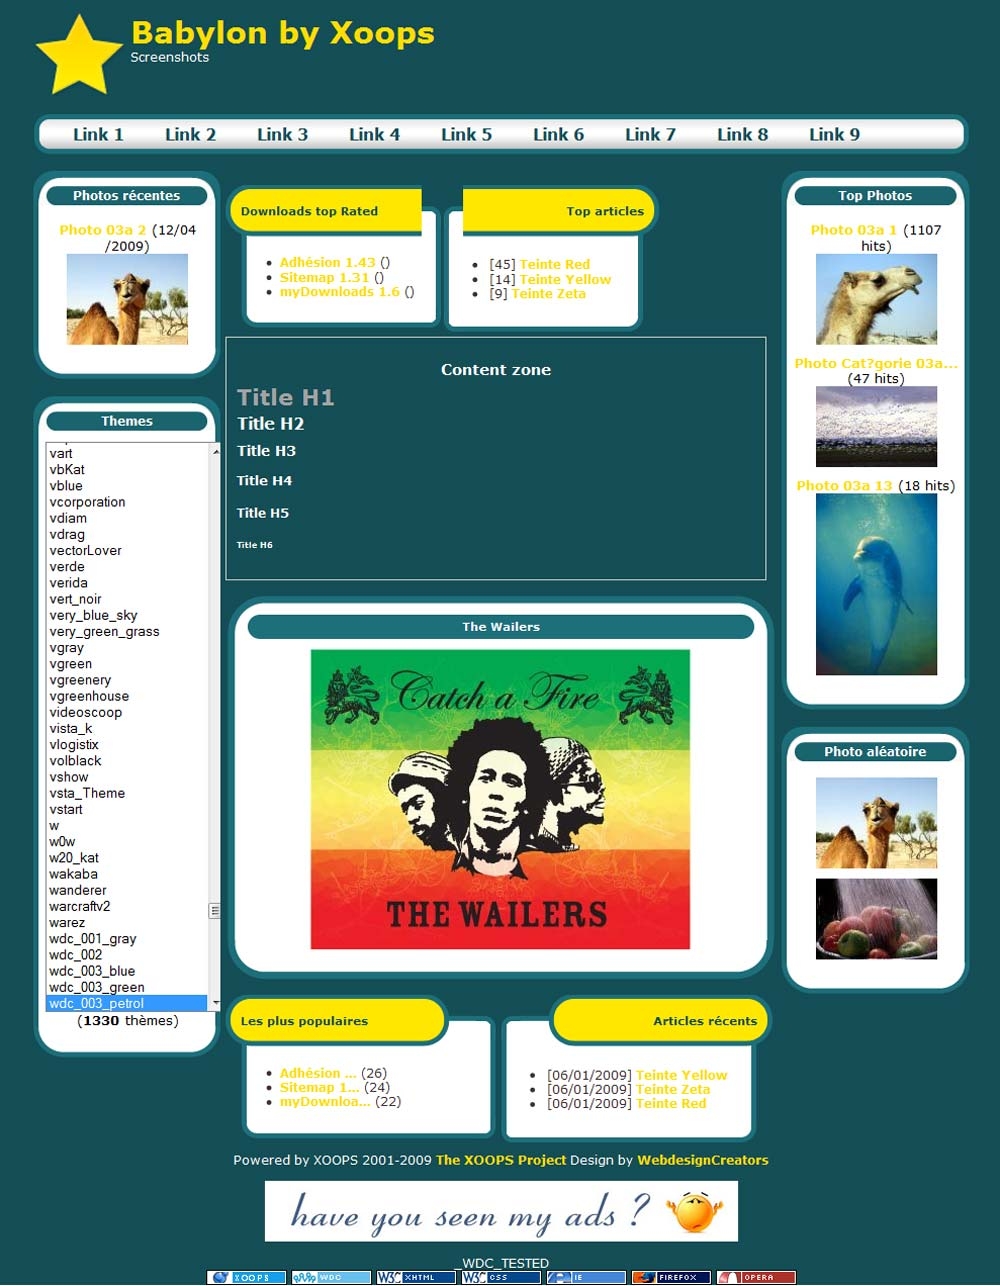 Babylon by Xoops
Screenshots
Link 1 Link 2 Link 3 Link 4 Link 5 Link 6 Link 7 Link 8 Link 9
Photos récentes
Photo 03a 2 (12/04
/2009)
Themes
vart
vbKat
vblue
vcorporation
vdiam
vdrag
vectorLover
verde
verida
vert_noir
very_blue_sky
very_green_grass
vgray
vgreen
vgreenery
vgreenhouse
videoscoop
vista_k
vlogistix
volblack
vshow
vsta_Theme
vstart
w
w0w
w20_kat
wakaba
wanderer
warcraftv2
warez
wdc_001_gray
wdc_002
wdc_003_blue
wdc_003_green
wdc_003_petrol
(1330 thèmes)
Downloads top Rated
Adhésion 1.43 ()
Sitemap 1.31 ()
myDownloads 1.6 ()
Top articles
[45] Teinte Red
[14] Teinte Yellow
[9] Teinte Zeta
Content zone
Title H1
Title H2
Title H3
Title H4
Title H5
Title H6
The Wailers
Catch a Fire
THE WAILERS
Les plus populaires
Adhésion ... (26)
Sitemap 1... (24)
myDownloa... (22)
Articles récents
[06/01/2009] Teinte Yellow
[06/01/2009] Teinte Zeta
[06/01/2009] Teinte Red
Top Photos
Photo 03a 1 (1107
hits)
Photo Cat?gorie 03a...
(47 hits)
Photo 03a 13 (18 hits)
Photo aléatoire
Powered by XOOPS 2001-2009 The XOOPS Project Design by WebdesignCreators
have you seen my ads ?
_WDC_TESTED
XOOPS WDC W3C XHTML W3C CSS IE FIREFOX OPERA